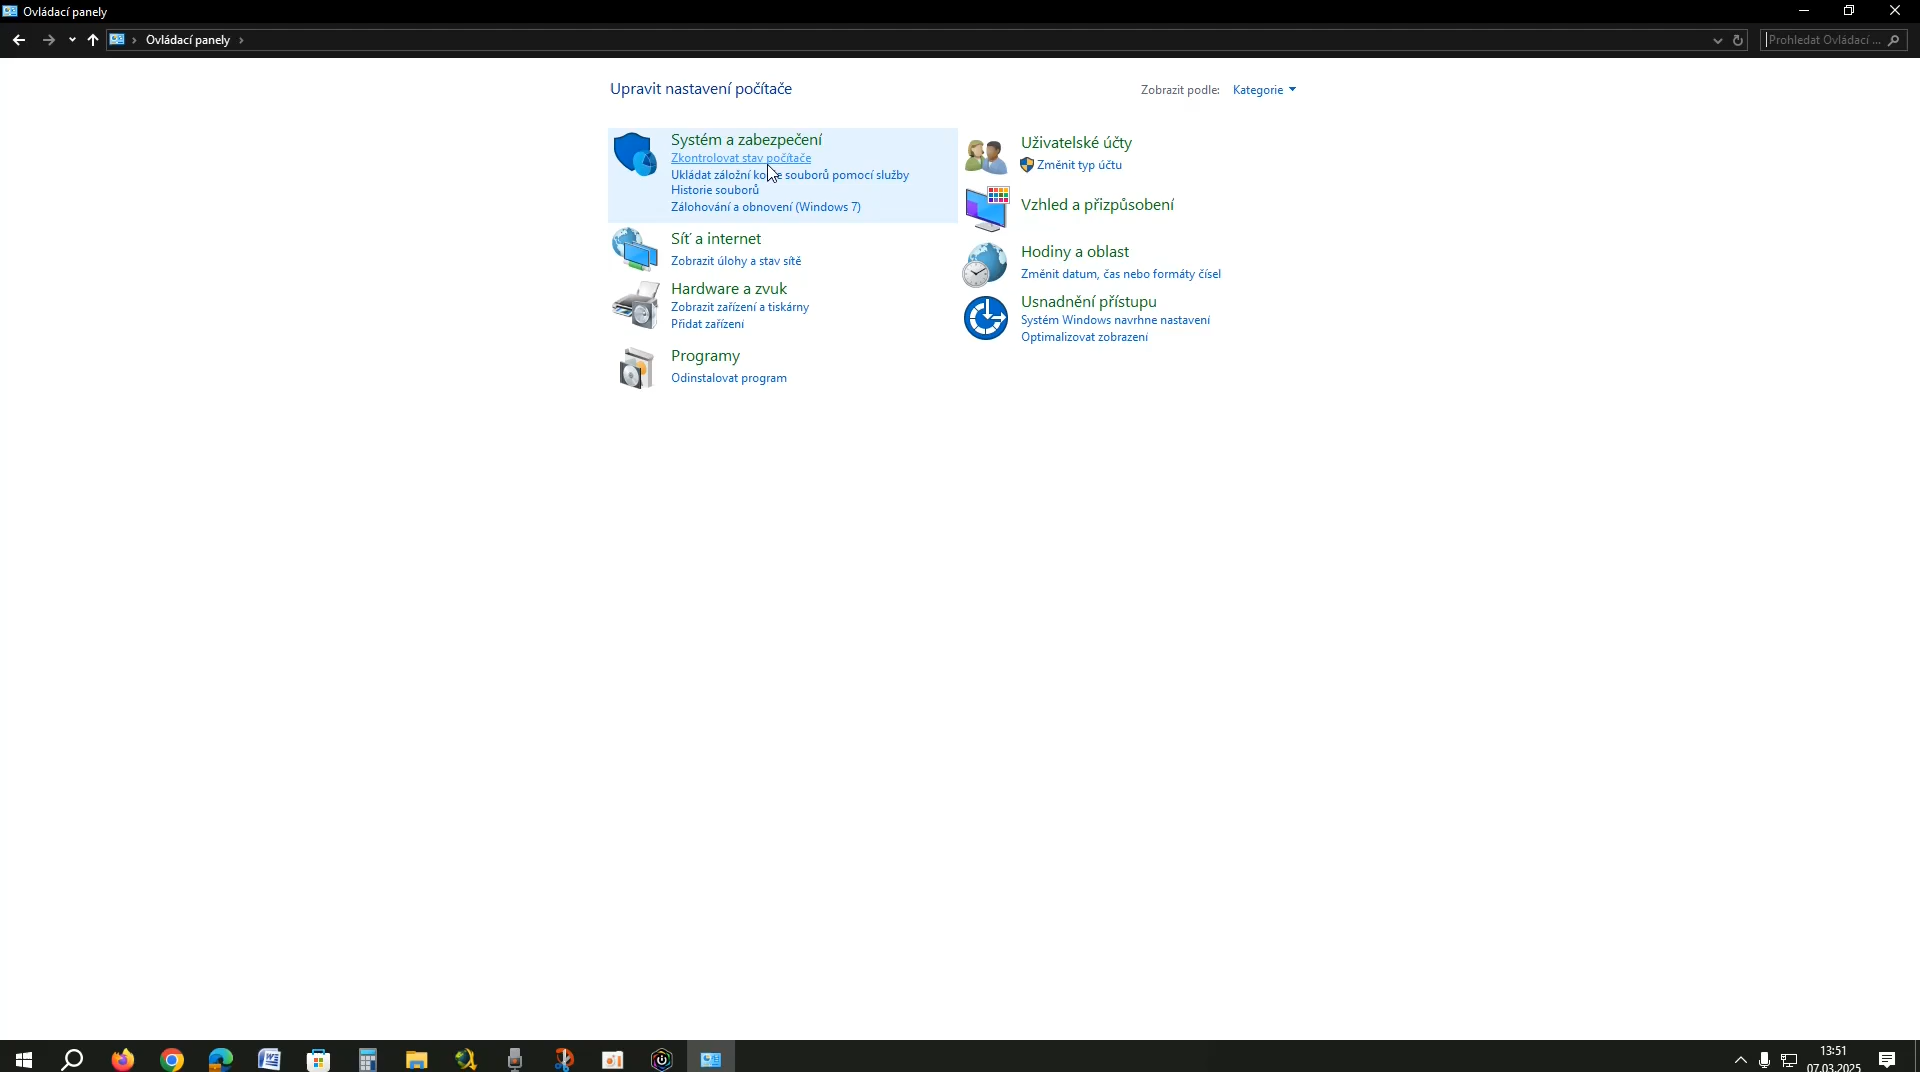 Ovládací panely
Ovládací panely
Prohledat Ovládací ...
Upravit nastavení počítače
Zobrazit podle: Kategorie
Systém a zabezpečení
Zkontrolovat stav počítače
Ukládat záložní kopie souborů pomocí služby
Historie souborů
Zálohování a obnovení (Windows 7)
Síť a internet
Zobrazit úlohy a stav sítě
Hardware a zvuk
Zobrazit zařízení a tiskárny
Přidat zařízení
Programy
Odinstalovat program
Uživatelské účty
Změnit typ účtu
Vzhled a přizpůsobení
Hodiny a oblast
Změnit datum, čas nebo formáty čísel
Usnadnění přístupu
Systém Windows navrhne nastavení
Optimalizovat zobrazení
13:51
07.03.2025